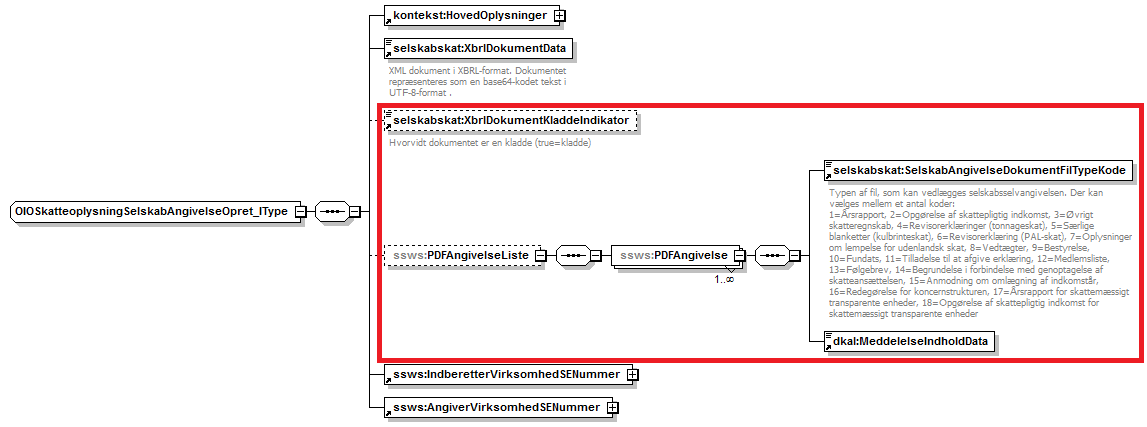 kontekst:HovedOplysninger
selskabskat:XbrlDokumentData
XML dokument i XBRL-format. Dokumentet
repræsenteres som en base64-kodet tekst i
UTF-8-format .
selskabskat:XbrlDokumentKladdeIndikator
Hvorvidt dokumentet er en kladde (true=kladde)
OIOSkatteoplysningSelskabAngivelseOpret_IType
selskabskat:SelskabAngivelseDokumentFilTypeKode
Typen af fil, som kan vedlægges selskabsselvangivelsen. Der kan
vælges mellem et antal koder:
1=Årsrapport, 2=Opgørelse af skattepligtig indkomst, 3=Øvrigt
skatteregnskab, 4=Revisorerklæringer (tonnageskat), 5=Særlige
blanketter (kulbrinteskat), 6=Revisorerklæring (PAL-skat), 7=Oplysninger
om lempelse for udenlandsk skat, 8=Vedtægter, 9=Bestyrelse,
10=Fundats, 11=Tilladelse til at afgive erklæring, 12=Medlemsliste,
13=Følgebrev, 14=Begrundelse i forbindelse med genoptagelse af
skatteansættelsen, 15=Anmodning om omlægning af indkomstår,
16=Redegørelse for koncernstrukturen, 17=Årsrapport for skattemæssigt
transparente enheder, 18=Opgørelse af skattepligtig indkomst for
skattemæssigt transparente enheder
ssws:PDFAngivelseListe
ssws:PDFAngivelse
1..∞
dkal:MeddelelseIndholdData
ssws:IndberetterVirksomhedSENummer
ssws:AngiverVirksomhedSENummer